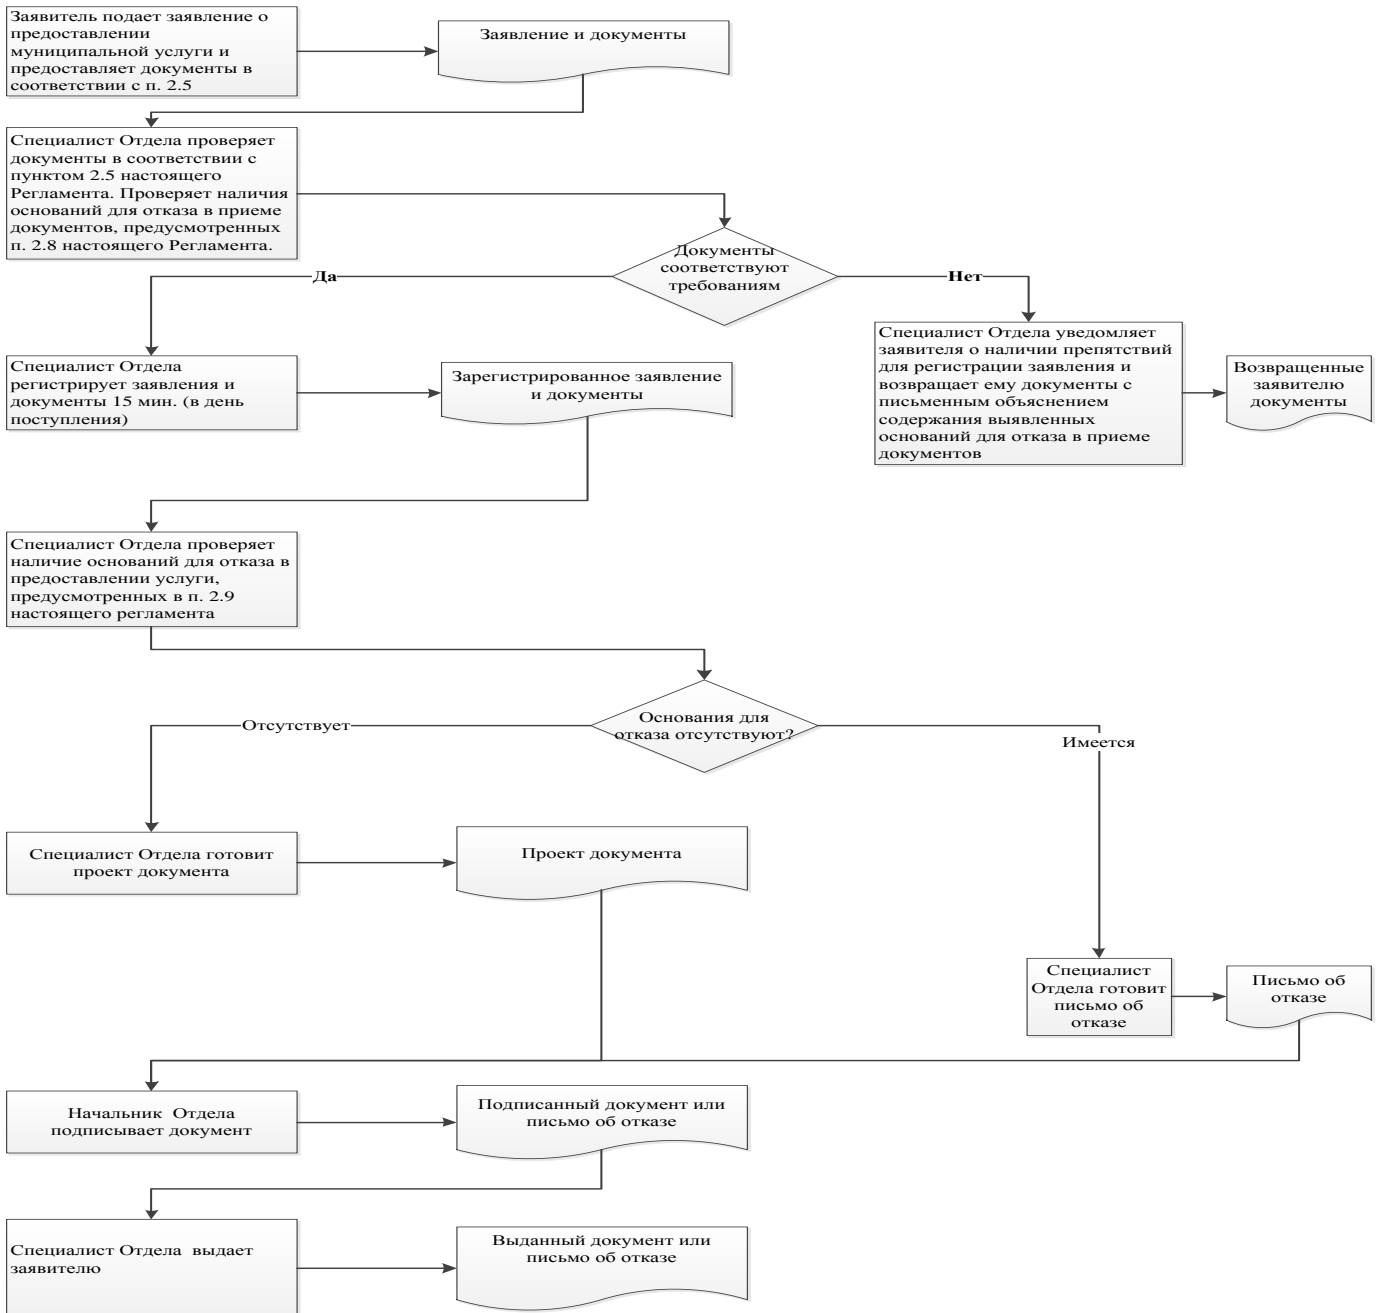 Заявитель подает заявление о
предоставлении
муниципальной услуги и
предоставляет документы в
соответствии с п. 2.5
Заявление и документы
Специалист Отдела проверяет
документы в соответствии с
пунктом 2.5 настоящего
Регламента. Проверяет наличия
оснований для отказа в приеме
документов, предусмотренных
п. 2.8 настоящего Регламента.
Документы
соответствуют
требованиям
Да
Нет
Специалист Отдела
регистрирует заявления и
документы 15 мин. (в день
поступления)
Зарегистрированное заявление
и документы
Специалист Отдела уведомляет
заявителя о наличии препятствий
для регистрации заявления и
возвращает ему документы с
письменным объяснением
содержания выявленных
оснований для отказа в приеме
документов
Возвращенные
заявителю
документы
Специалист Отдела проверяет
наличие оснований для отказа в
предоставлении услуги,
предусмотренных в п. 2.9
настоящего регламента
Основания для
отказа отсутствуют?
Отсутствует
Имеется
Специалист Отдела готовит
проект документа
Проект документа
Специалист
Отдела готовит
письмо об
отказе
Письмо об
отказе
Начальник  Отдела
подписывает документ
Подписанный документ или
письмо об отказе
Специалист Отдела  выдает
заявителю
Выданный документ или
письмо об отказе